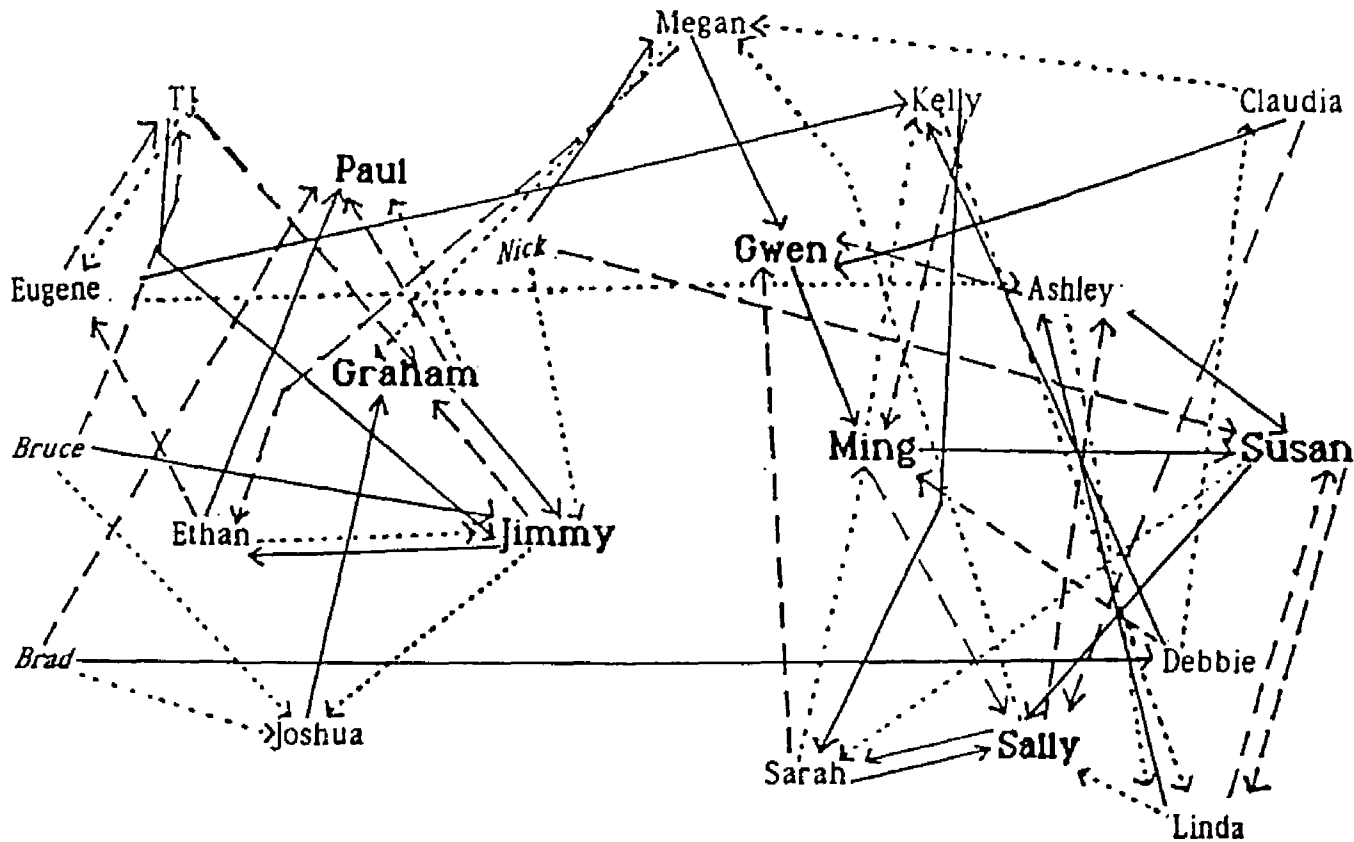 Megan
TJ
Kelly
Claudia
Paul
Nick
Gwen
Eugene
Ashley
Graham
Bruce
Ming
Susan
Ethan
Jimmy
Brad
Debbie
Joshua
Sally
Sarah
Linda